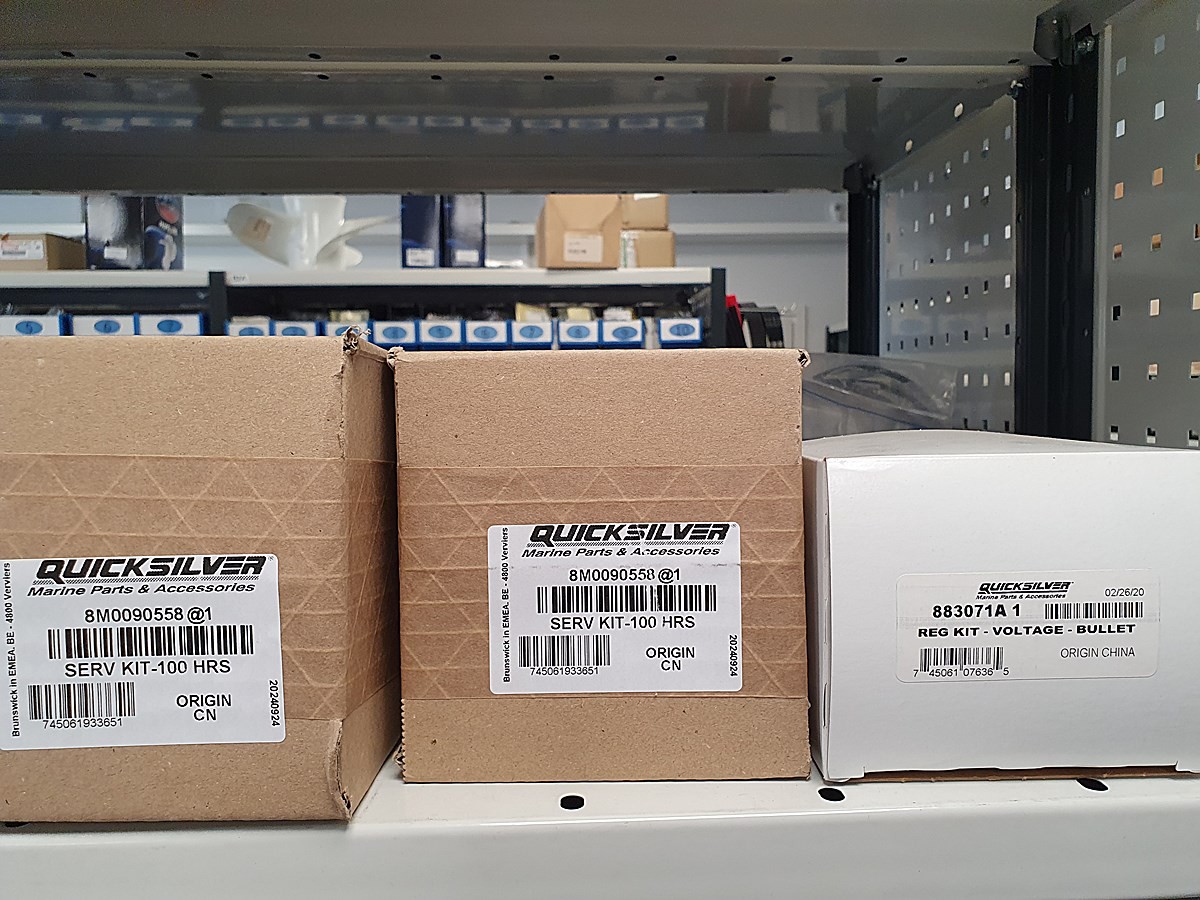 QUICKSILVER
Marine Parts & Accessories
8M0090558 @1
SERV KIT-100 HRS
745061933651
ORIGIN
CN
Brunswick in EMEA. BE - 4800 Verviers
20240924
QUICKSILVER
Marine Parts & Accessories
8M0090558 @1
SERV KIT-100 HRS
745061933651
ORIGIN
CN
Brunswick in EMEA. BE - 4800 Verviers
20240924
QUICKSILVER
Marine Parts & Accessories
02/26/20
883071A 1
REG KIT - VOLTAGE - BULLET
7 45061 07636 5
ORIGIN CHINA